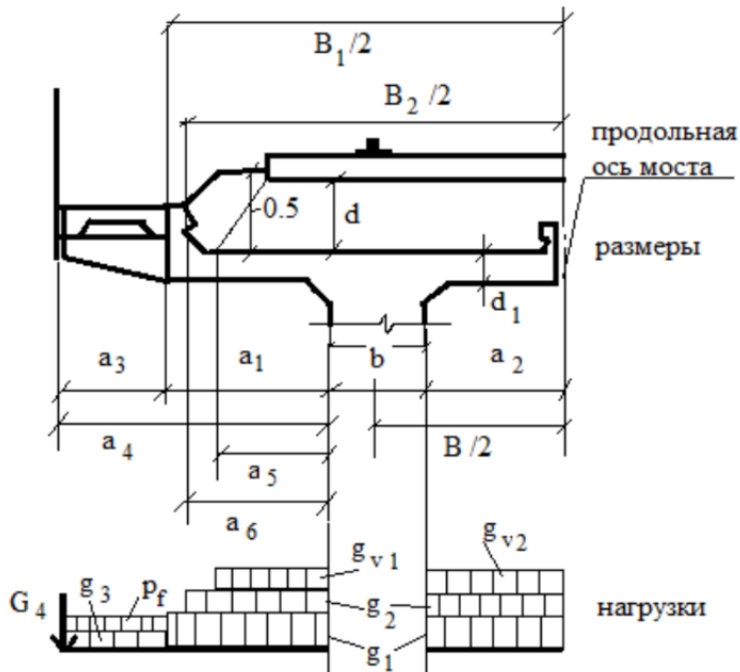 B₁/2
B₂/2
продольная
ось моста
0.5
d
размеры
d₁
a₃
a₁
b
a₂
a₄
a₅
B/2
a₆
gᵥ₁
gᵥ₂
G₄
g₃
p_f
g₂
нагрузки
g₁